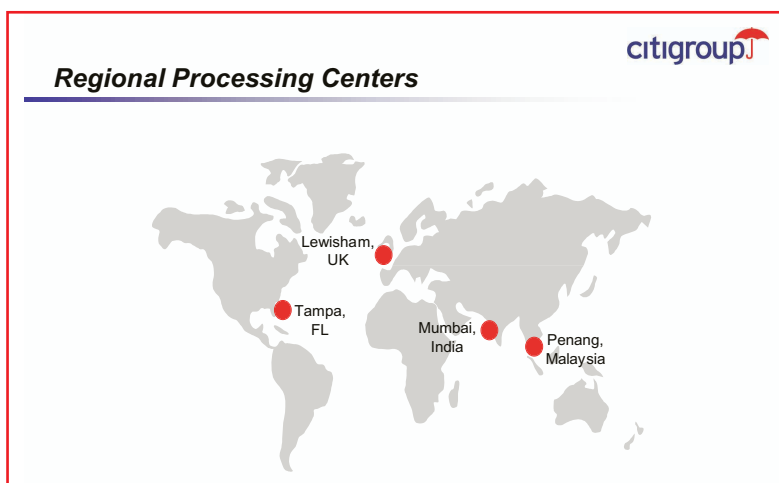 citigroup
Regional Processing Centers
Lewisham,
UK
Tampa,
FL
Mumbai,
India
Penang,
Malaysia